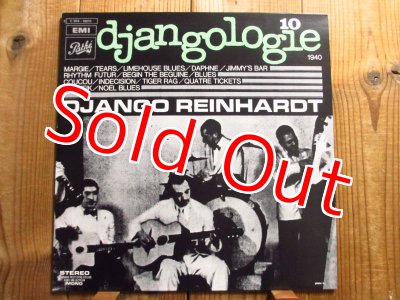 EMI
Pathé
djangologie
10
1940
MARGIE/TEARS/LIMEHOUSE BLUES/DAPHNE/JIMMY'S BAR
RHYTHM FUTUR/BEGIN THE BEGUINE/BLUES
COUCOU/INDECISION/TIGER RAG/QUATRE TICKETS
NOEL BLUES
DJANGO REINHARDT
Sold Out
STEREO
MONO